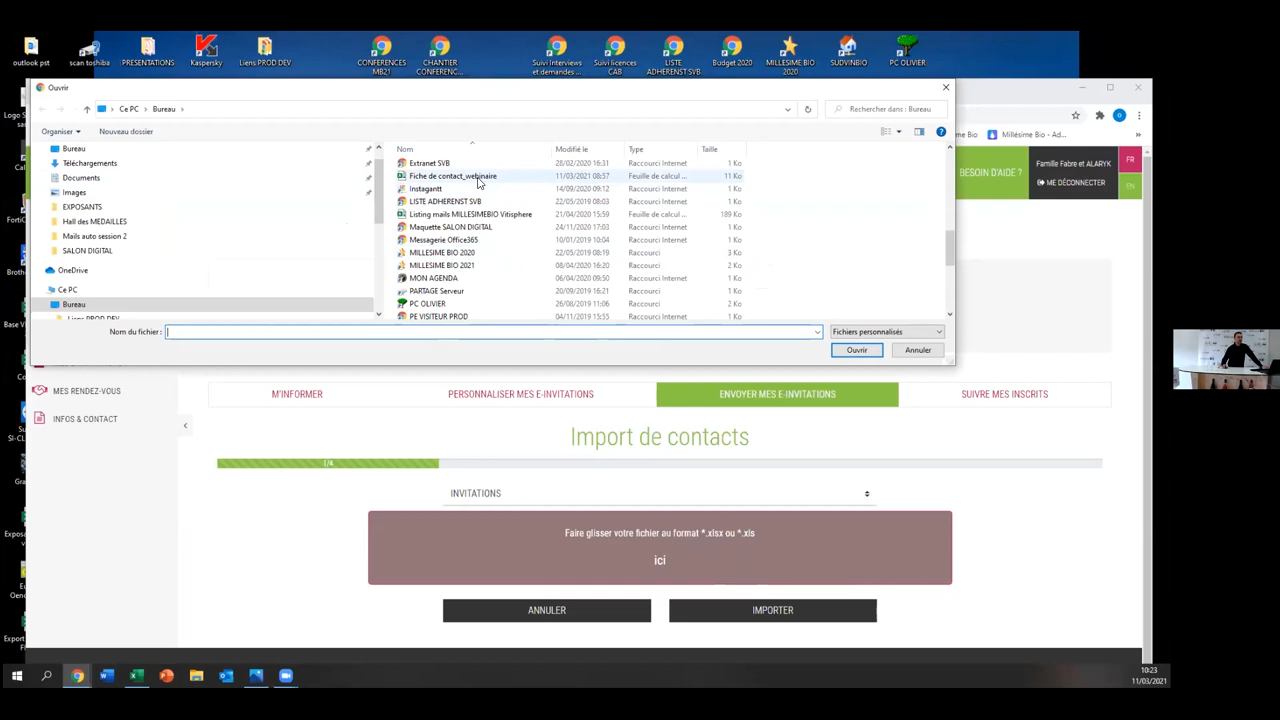 outlook pst
scan toshiba
PRESENTATIONS
Kaspersky
Liens PROD DEV
CONFERENCES MB21
CHANTIER CONFERENC...
Suivi Interviews et demandes ...
Suivi licences CAB
LISTE ADHERENT.SVB
Budget 2020
MILLESIME BIO 2020
SUDVINBIO
PC OLIVIER
Ouvrir
Ce PC
Bureau
Rechercher dans : Bureau
Organiser
Nouveau dossier
Bureau
Téléchargements
Documents
Images
EXPOSANTS
Hall des MEDAILLES
Mails auto session 2
SALON DIGITAL
OneDrive
Ce PC
Bureau
Liens PROD DEV
Nom Modifié le Type Taille
Extranet SVB 28/02/2020 16:31 Raccourci Internet 1 Ko
Fiche de contact_webinaire 11/03/2021 08:57 Feuille de calcul ... 11 Ko
Instagantt 14/09/2020 09:12 Raccourci Internet 1 Ko
LISTE ADHERENST SVB 22/05/2019 08:03 Raccourci Internet 1 Ko
Listing mails MILLESIMEBIO Vitisphere 21/04/2020 15:59 Feuille de calcul ... 189 Ko
Maquette SALON DIGITAL 24/11/2020 17:03 Raccourci Internet 1 Ko
Messagerie Office365 10/01/2019 10:04 Raccourci Internet 1 Ko
MILLESIME BIO 2020 22/05/2019 08:19 Raccourci 3 Ko
MILLESIME BIO 2021 08/04/2020 16:20 Raccourci 2 Ko
MON AGENDA 06/04/2020 09:50 Raccourci Internet 1 Ko
PARTAGE Serveur 20/09/2019 16:21 Raccourci 1 Ko
PC OLIVIER 26/08/2019 11:06 Raccourci 2 Ko
PE VISITEUR PROD 04/11/2019 15:55 Raccourci Internet 1 Ko
Nom du fichier :
Fichiers personnalisés
Ouvrir
Annuler
Millésime Bio - Ad...
BESOIN D'AIDE ?
Famille Fabre et ALARYK
ME DÉCONNECTER
FR
EN
MES RENDEZ-VOUS
INFOS & CONTACT
M'INFORMER
PERSONNALISER MES E-INVITATIONS
ENVOYER MES E-INVITATIONS
SUIVRE MES INSCRITS
Import de contacts
1/4
INVITATIONS
Faire glisser votre fichier au format *.xlsx ou *.xls
ici
ANNULER
IMPORTER
10:23
11/03/2021